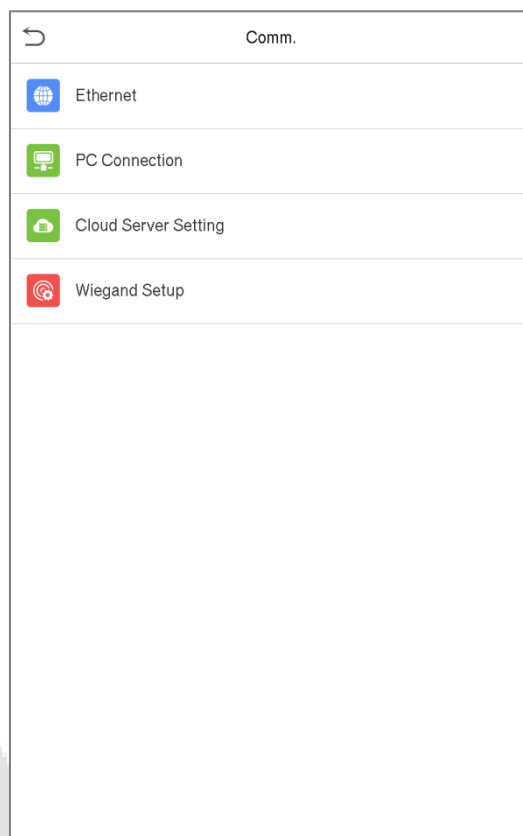 Comm.
Ethernet
PC Connection
Cloud Server Setting
Wiegand Setup